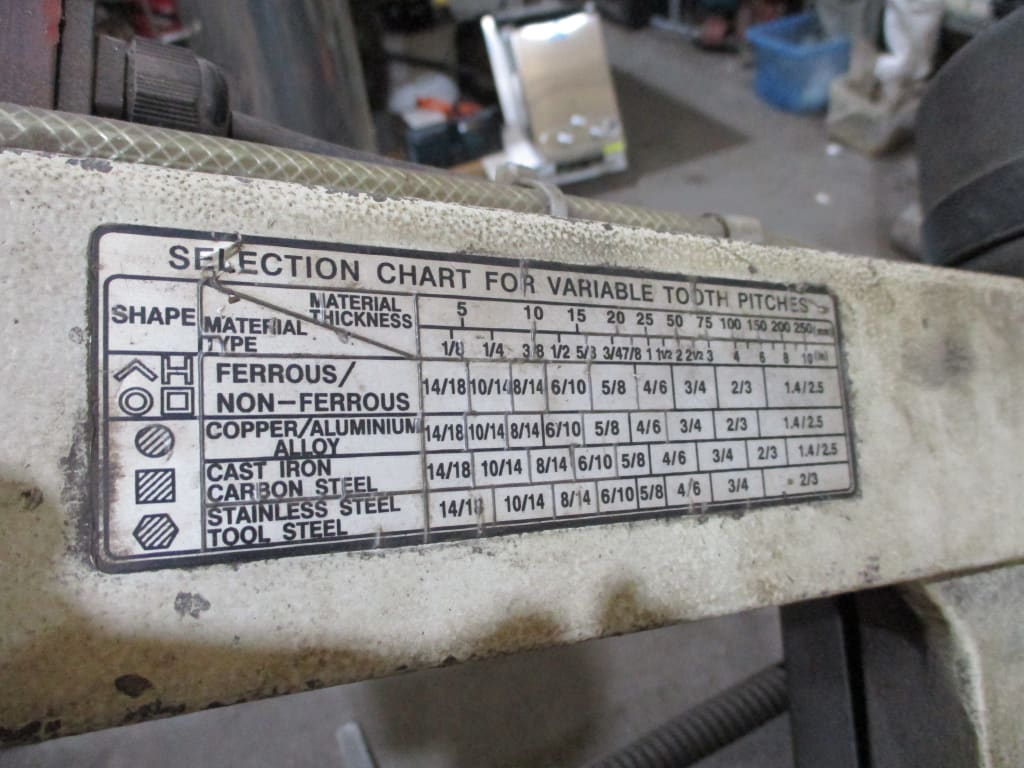 SELECTION CHART FOR VARIABLE TOOTH PITCHES
SHAPE
MATERIAL THICKNESS
MATERIAL TYPE
5 10 15 20 25 50 75 100 150 200 250 (mm)
1/8 1/4 3/8 1/2 5/8 3/4 7/8 1 1 1/2 2 2 1/2 3 4 6 8 10 (in)
FERROUS/
NON-FERROUS
14/18 10/14 8/14 6/10 5/8 4/6 3/4 2/3 1.4/2.5
COPPER/ALUMINIUM
ALLOY
14/18 10/14 8/14 6/10 5/8 4/6 3/4 2/3 1.4/2.5
CAST IRON
CARBON STEEL
14/18 10/14 8/14 6/10 5/8 4/6 3/4 2/3 1.4/2.5
STAINLESS STEEL
TOOL STEEL
14/18 10/14 8/14 6/10 5/8 4/6 3/4 2/3